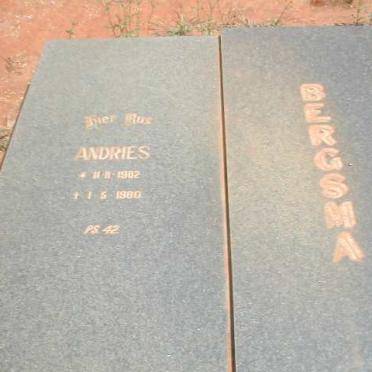 Hier Rus
ANDRIES
* 11·11·1902
† 1·5·1980
PS. 42
BERGSMA